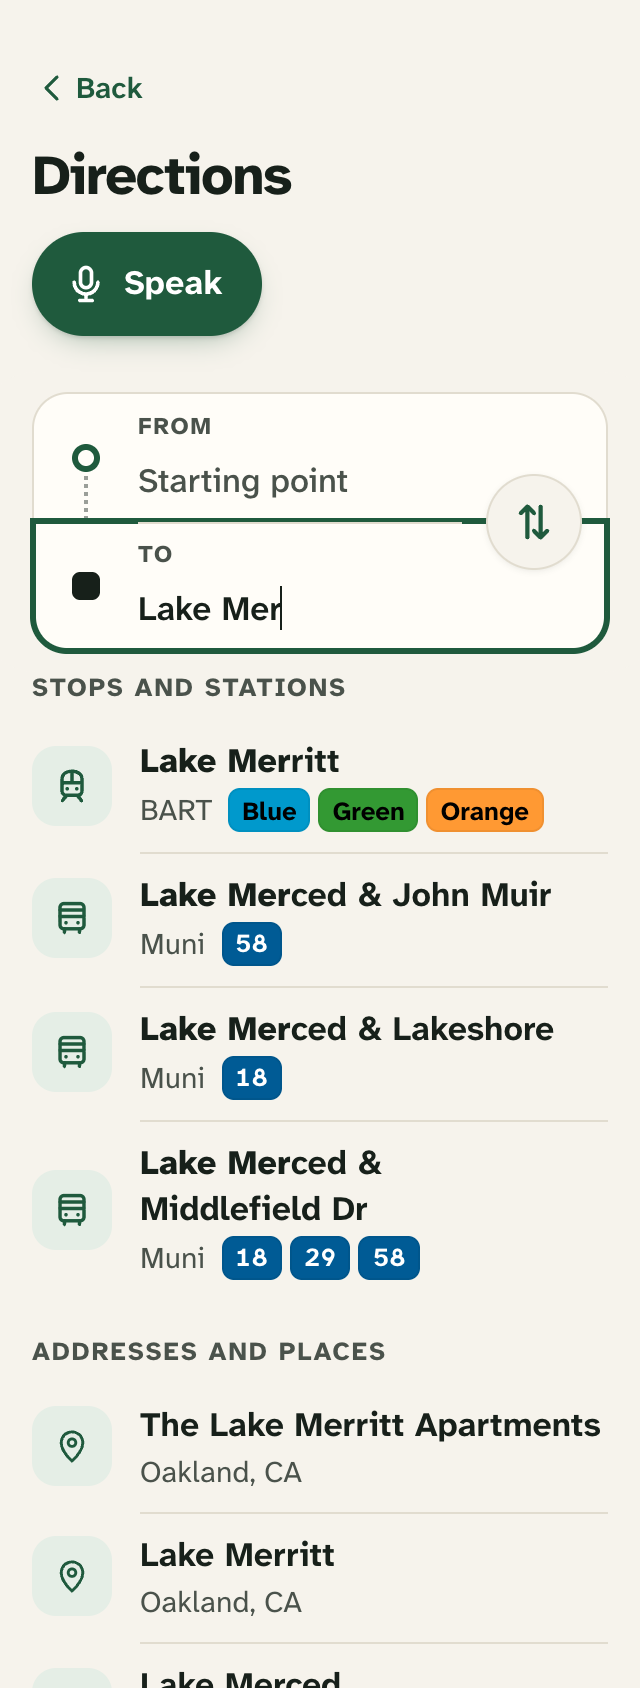 Back
Directions
Speak
FROM
Starting point
TO
Lake Mer
STOPS AND STATIONS
Lake Merritt
BART Blue Green Orange
Lake Merced & John Muir
Muni 58
Lake Merced & Lakeshore
Muni 18
Lake Merced &
Middlefield Dr
Muni 18 29 58
ADDRESSES AND PLACES
The Lake Merritt Apartments
Oakland, CA
Lake Merritt
Oakland, CA
Lake Merced